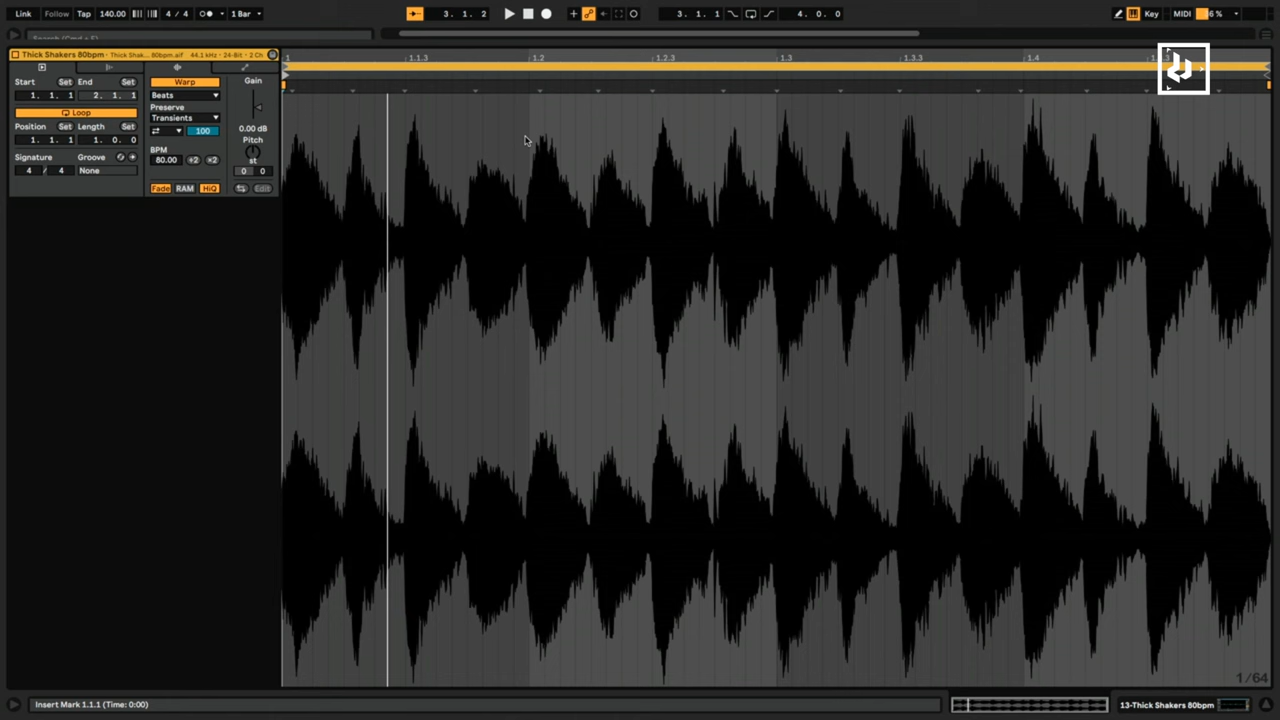 Link Follow Tap 140.00 4 / 4 1 Bar 3. 1. 2 3. 1. 1 4. 0. 0 Key MIDI 6 %
Search (Cmd + F)
Thick Shakers 80bpm Thick Shak... 80bpm.aif 44.1 kHz - 24-Bit - 2 Ch
1 1.1.3 1.2 1.2.3 1.3 1.3.3 1.4
Start Set End Set Warp Gain
1. 1. 1 2. 1. 1 Beats
Loop Preserve
Position Set Length Set Transients
1. 1. 1 1. 0. 0 100 0.00 dB
Pitch
Signature Groove BPM st
4 / 4 None 80.00 ÷2 ×2 0 0
Fade RAM HiQ Edit
1/64
Insert Mark 1.1.1 (Time: 0:00) 13-Thick Shakers 80bpm